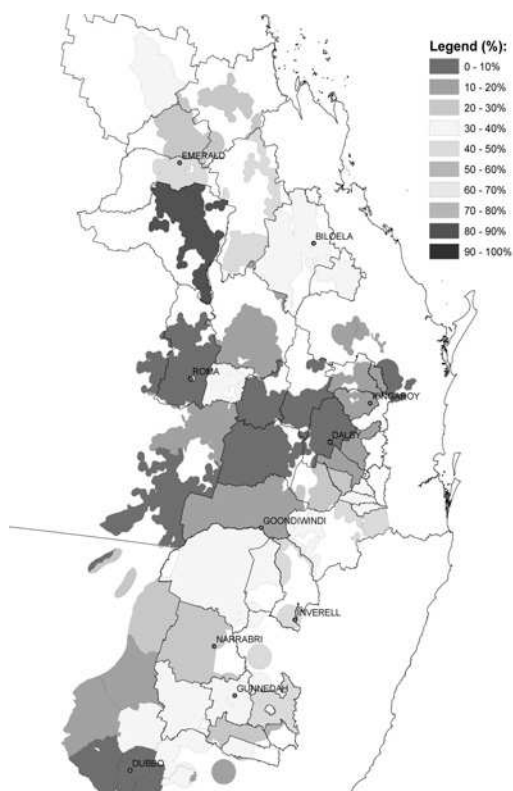 Legend (%):
0 - 10%
10 - 20%
20 - 30%
30 - 40%
40 - 50%
50 - 60%
60 - 70%
70 - 80%
80 - 90%
90 - 100%
EMERALD
BILOELA
ROMA
KINGAROY
DALBY
GOONDIWINDI
INVERELL
NARRABRI
GUNNEDAH
DUBBO